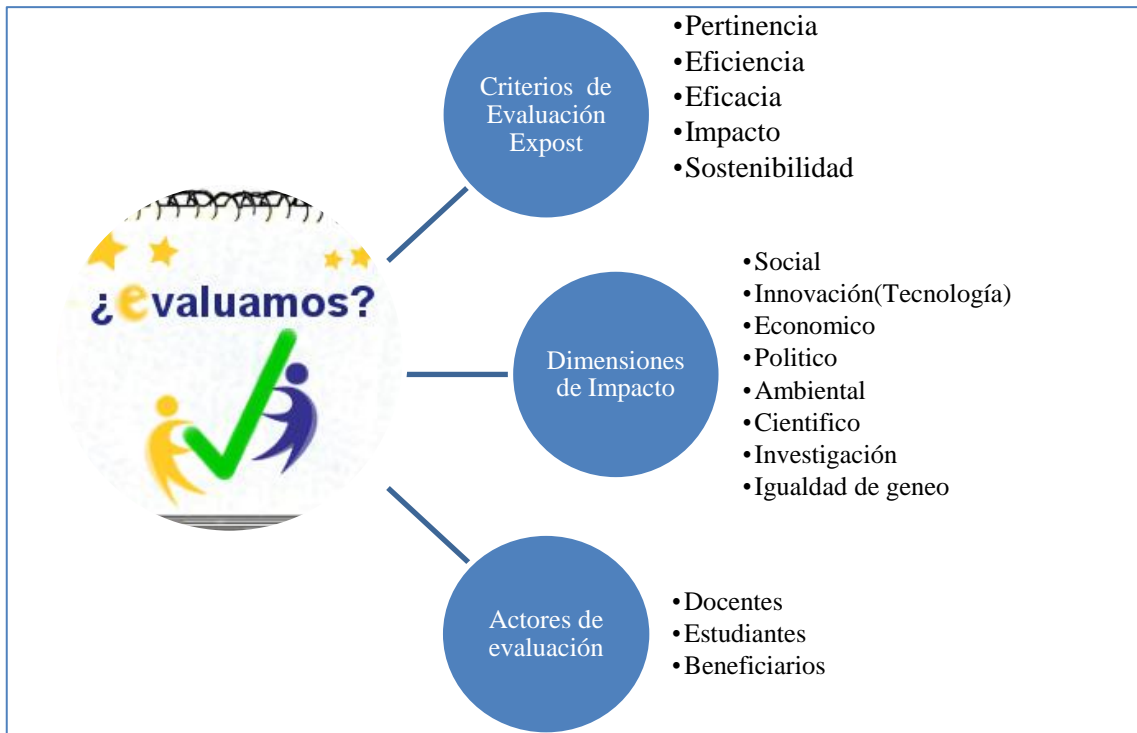 Criterios de
Evaluación
Expost
•Pertinencia
•Eficiencia
•Eficacia
•Impacto
•Sostenibilidad
¿evaluamos?
Dimensiones
de Impacto
•Social
•Innovación(Tecnología)
•Economico
•Politico
•Ambiental
•Cientifico
•Investigación
•Igualdad de geneo
Actores de
evaluación
•Docentes
•Estudiantes
•Beneficiarios